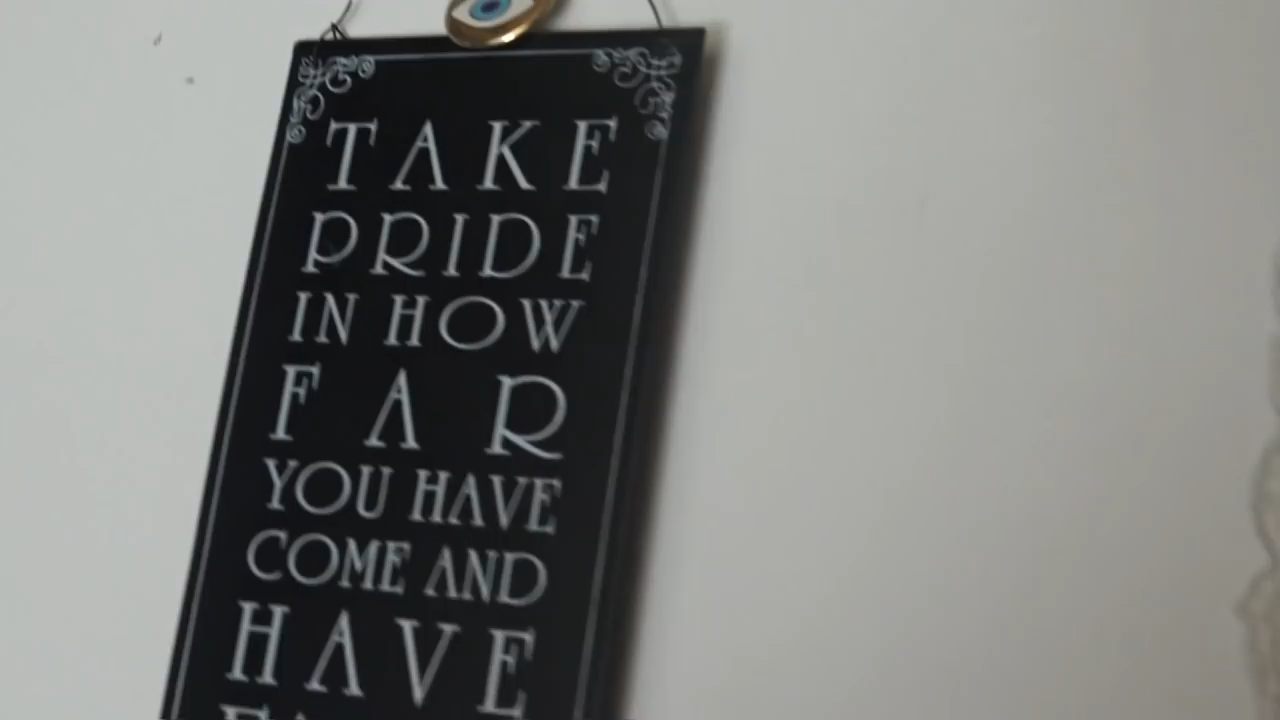 TAKE
PRIDE
IN HOW
FAR
YOU HAVE
COME AND
HAVE